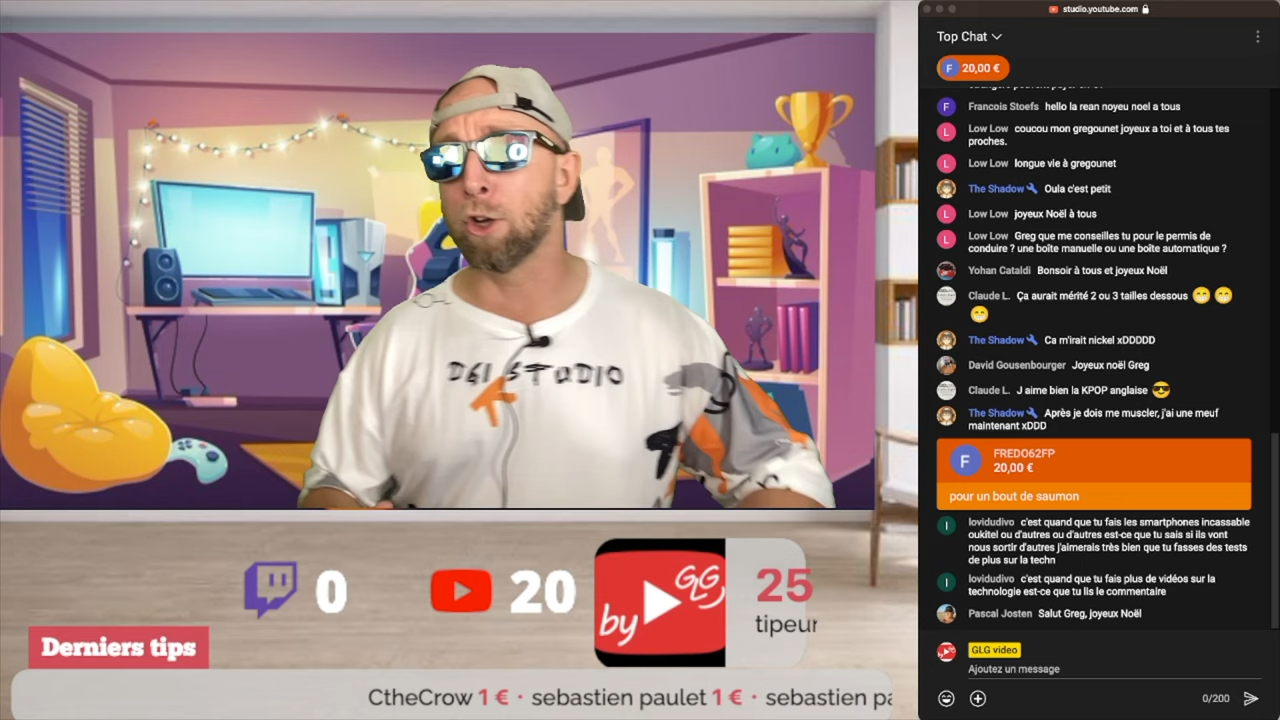 studio.youtube.com
Top Chat
F 20,00 €
Francois Stoefs hello la rean noyeu noel a tous
Low Low coucou mon gregounet joyeux a toi et à tous tes
proches.
Low Low longue vie à gregounet
The Shadow Oula c'est petit
Low Low joyeux Noël à tous
Low Low Greg que me conseilles tu pour le permis de
conduire ? une boîte manuelle ou une boîte automatique ?
Yohan Cataldi Bonsoir à tous et joyeux Noël
Claude L. Ça aurait mérité 2 ou 3 tailles dessous
The Shadow Ca m'irait nickel xDDDDD
David Gousenbourger Joyeux noël Greg
Claude L. J aime bien la KPOP anglaise
The Shadow Après je dois me muscler, j'ai une meuf
maintenant xDDD
F FREDO62FP
20,00 €
pour un bout de saumon
lovidudivo c'est quand que tu fais les smartphones incassable
oukitel ou d'autres ou d'autres est-ce que tu sais si ils vont
nous sortir d'autres j'aimerais très bien que tu fasses des tests
de plus sur la techn
lovidudivo c'est quand que tu fais plus de vidéos sur la
technologie est-ce que tu lis le commentaire
Pascal Josten Salut Greg, joyeux Noël
GLG video
Ajoutez un message
0/200
STUDIO
0
20
by GLG
25
tipeur
Derniers tips
CtheCrow 1 € · sebastien paulet 1 € · sebastien pa